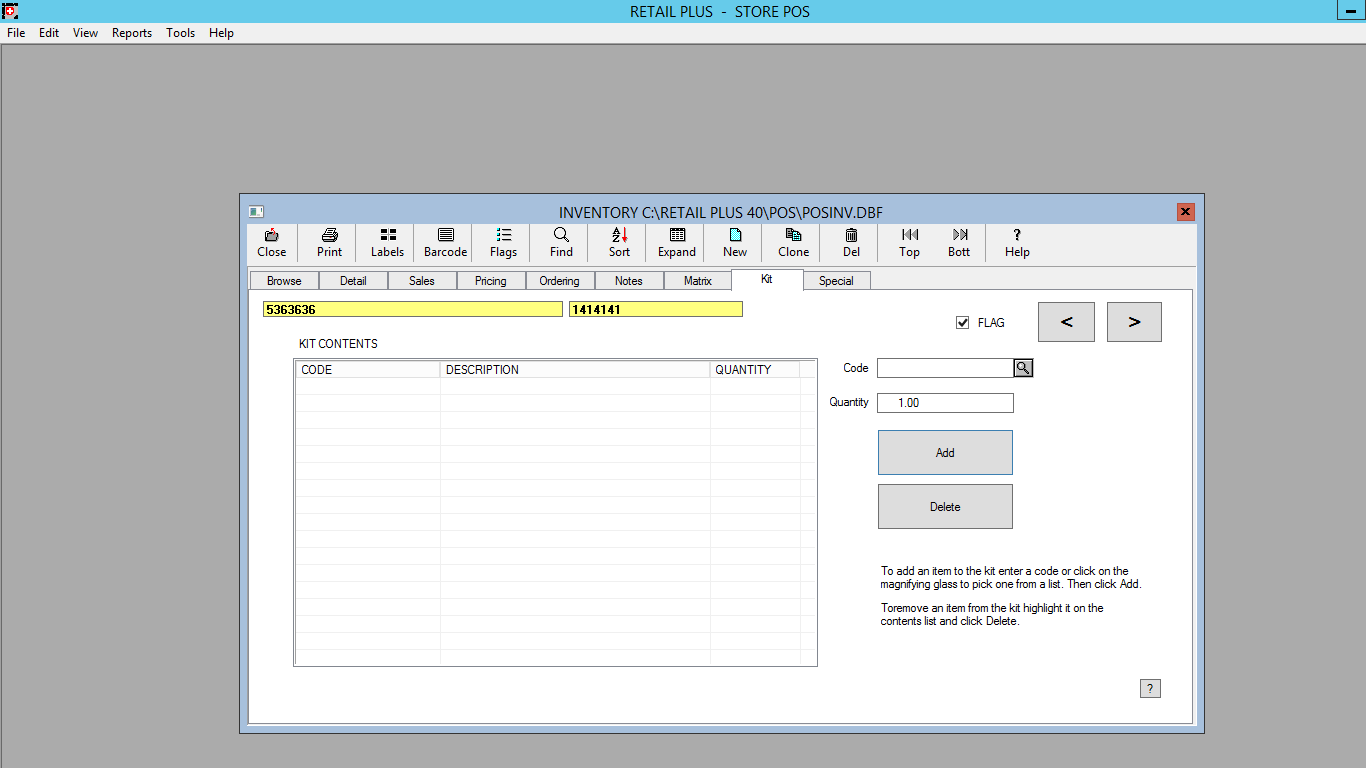 RETAIL PLUS - STORE POS
File Edit View Reports Tools Help
INVENTORY C:\RETAIL PLUS 40\POS\POSINV.DBF
Close Print Labels Barcode Flags Find Sort Expand New Clone Del Top Bott Help
Browse Detail Sales Pricing Ordering Notes Matrix Kit Special
5363636 1414141
FLAG < >
KIT CONTENTS
CODE DESCRIPTION QUANTITY
Code
Quantity 1.00
Add
Delete
To add an item to the kit enter a code or click on the
magnifying glass to pick one from a list. Then click Add.
Toremove an item from the kit highlight it on the
contents list and click Delete.
?